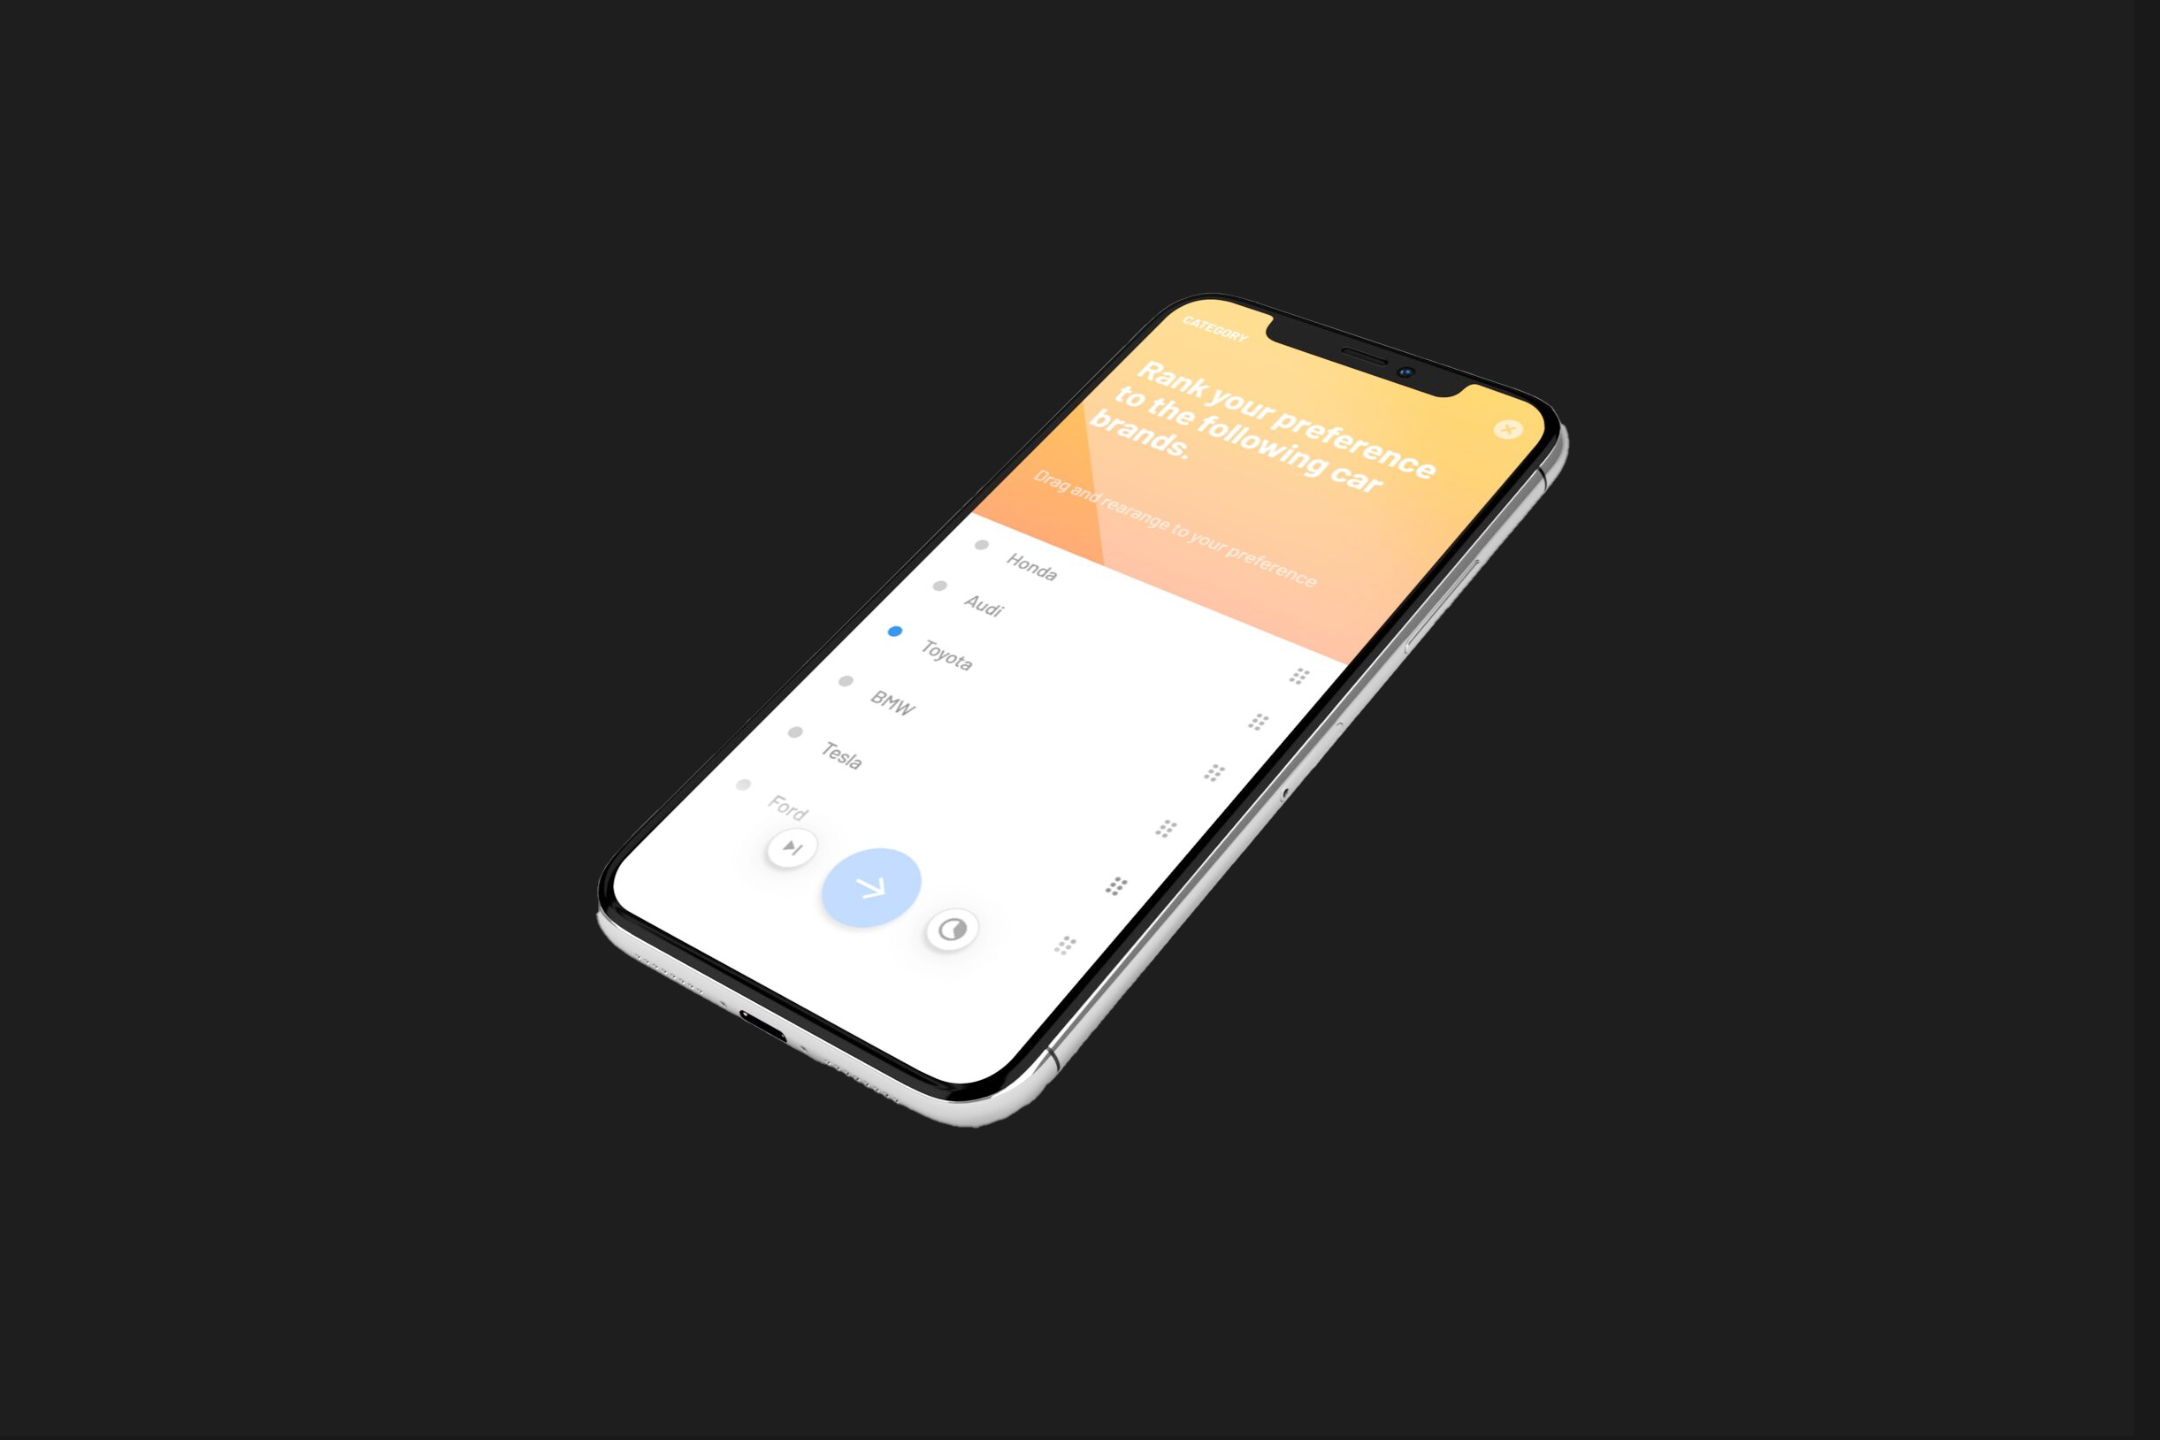 CATEGORY
Rank your preference
to the following car
brands.
Drag and rearange to your preference
Honda
Audi
Toyota
BMW
Tesla
Ford